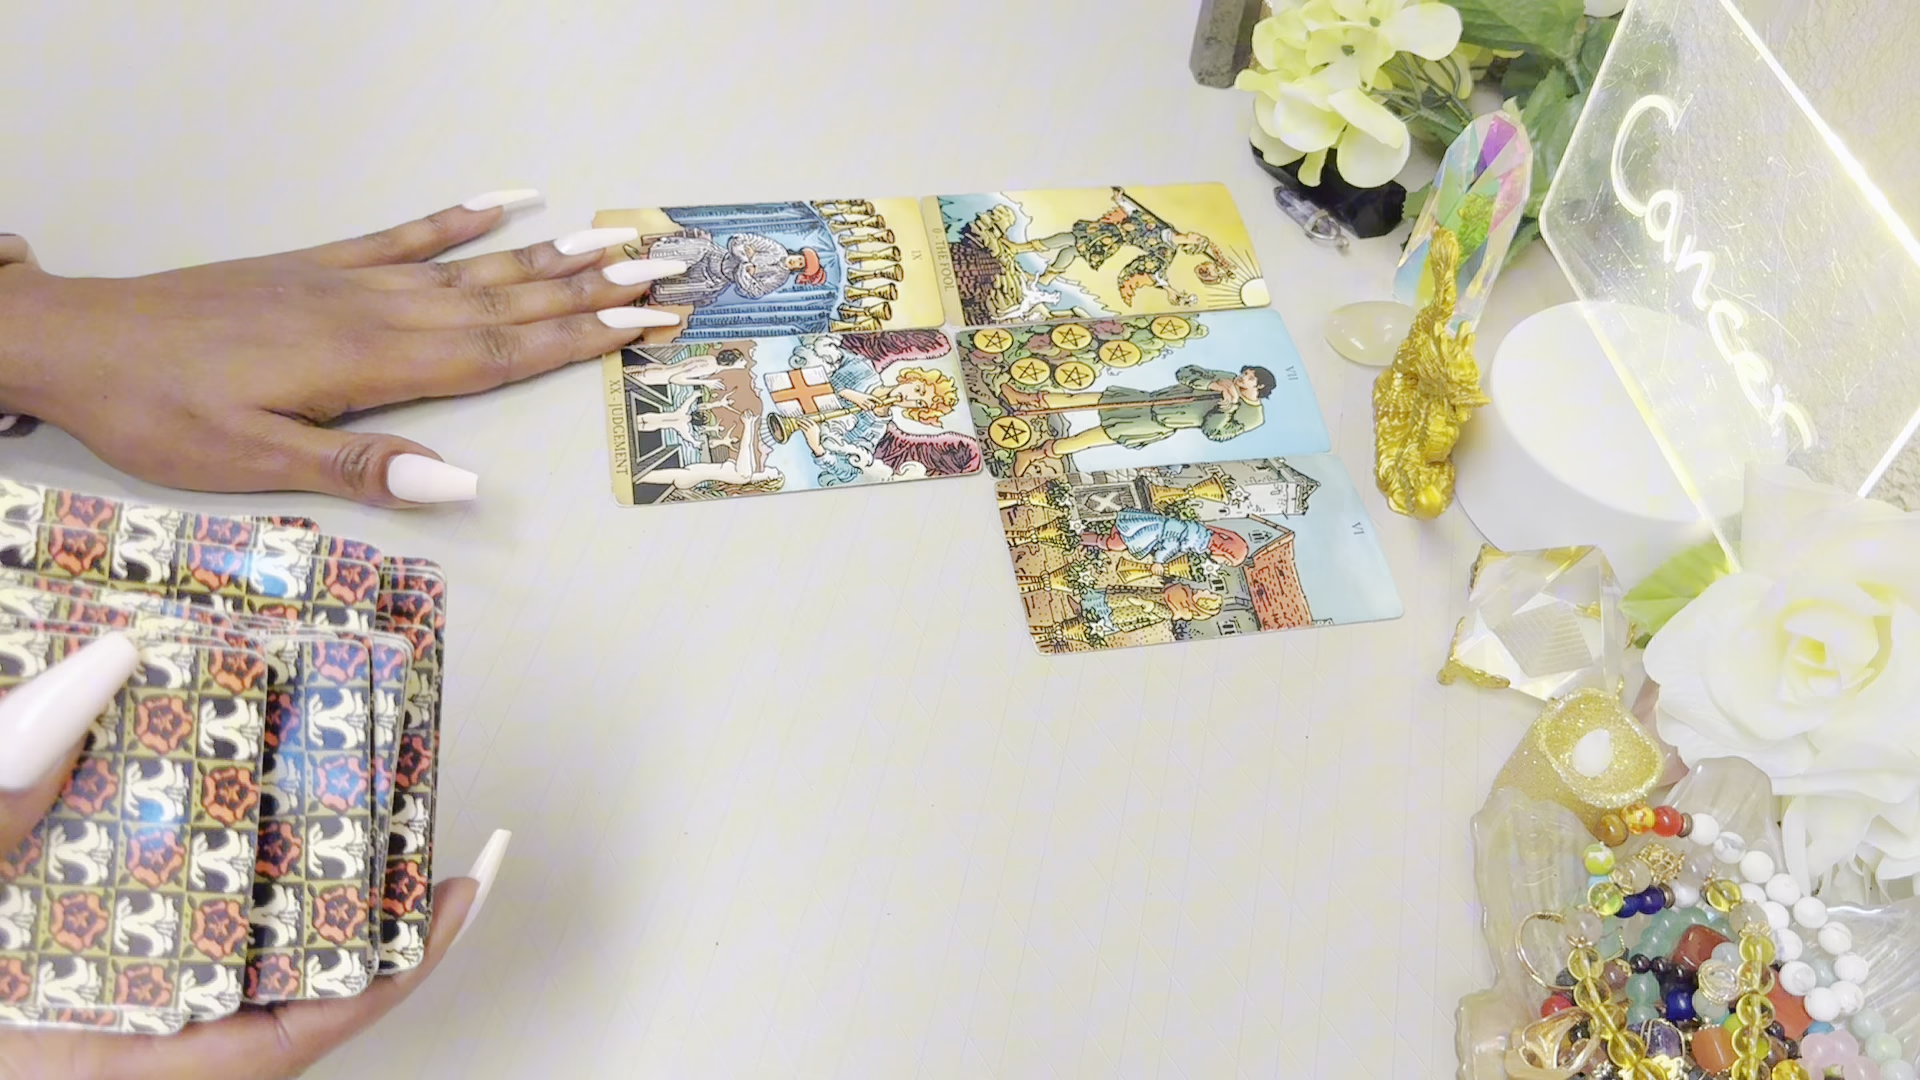 IX
0 · THE FOOL
XX · JUDGEMENT
VII
VI
Cancer